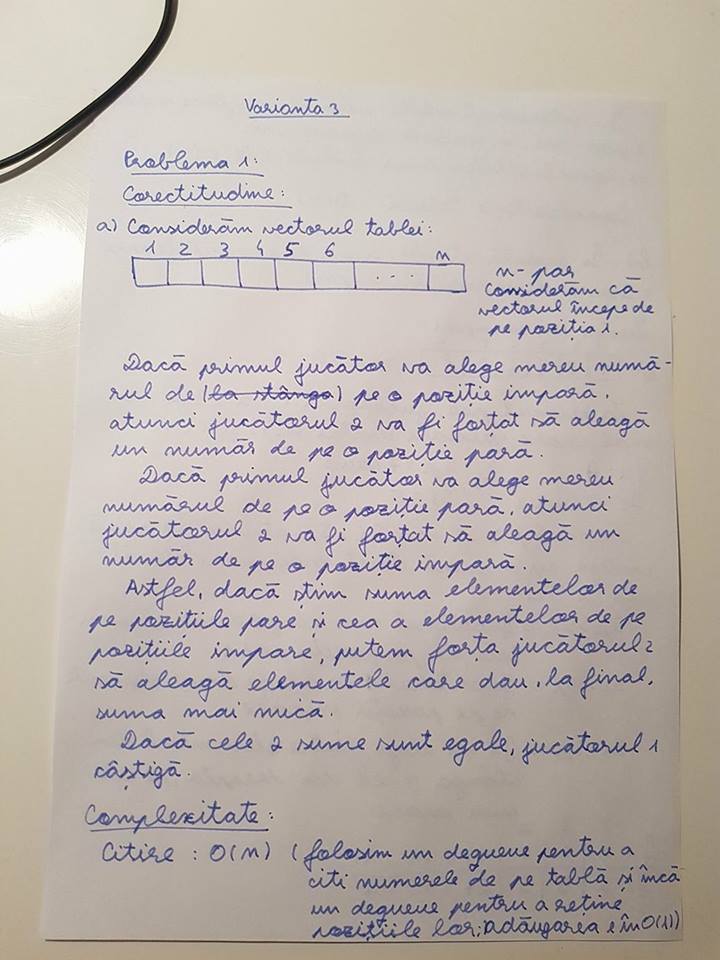 Varianta 3
Problema 1:
Corectitudine:
a) Considerăm vectorul tablei:
1 2 3 4 5 6 n
...
n - par
Considerăm că
vectorul începe de
pe poziția 1.
Dacă primul jucător va alege mereu numă-
rul de (la stânga) pe o poziție impară,
atunci jucătorul 2 va fi forțat să aleagă
un număr de pe o poziție pară.
Dacă primul jucător va alege mereu
numărul de pe o poziție pară, atunci
jucătorul 2 va fi forțat să aleagă un
număr de pe o poziție impară.
Astfel, dacă știm suma elementelor de
pe pozițiile pare și cea a elementelor de pe
pozițiile impare, putem forța jucătorul 2
să aleagă elementele care dau, la final,
suma mai mică.
Dacă cele 2 sume sunt egale, jucătorul 1
câștigă.
Complexitate:
Citire : O(n) ( folosim un dequeue pentru a
citi numerele de pe tablă și încă
un dequeue pentru a reține
pozițiile lor; adăugarea e în O(1))